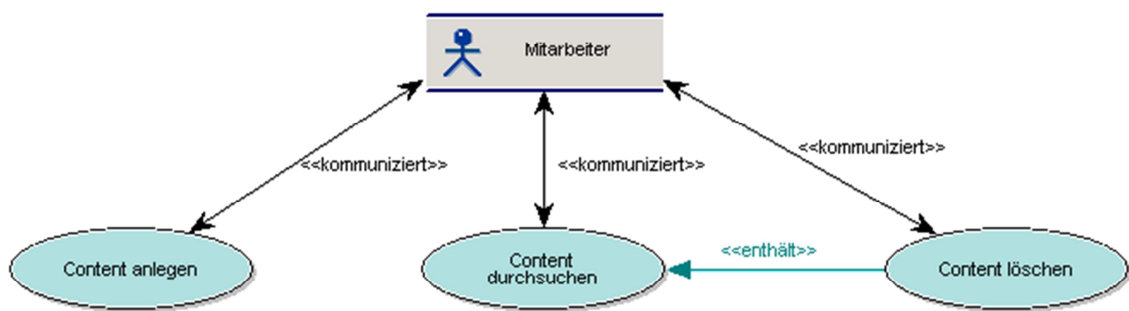 Mitarbeiter
<<kommuniziert>>
<<kommuniziert>>
<<kommuniziert>>
Content anlegen
Content
durchsuchen
<<enthält>>
Content löschen